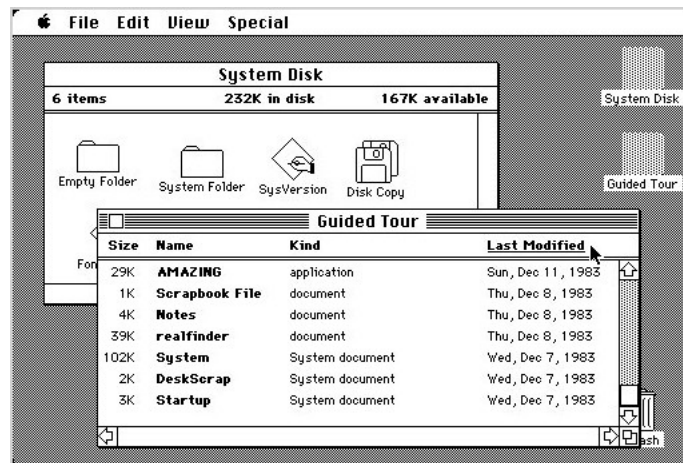 File Edit View Special
System Disk
6 items 232K in disk 167K available
System Disk
Empty Folder System Folder SysVersion Disk Copy
Guided Tour
Guided Tour
Size Name Kind Last Modified
Fon
29K AMAZING application Sun, Dec 11, 1983
1K Scrapbook File document Thu, Dec 8, 1983
4K Notes document Thu, Dec 8, 1983
39K realfinder document Thu, Dec 8, 1983
102K System System document Wed, Dec 7, 1983
2K DeskScrap System document Wed, Dec 7, 1983
3K Startup System document Wed, Dec 7, 1983
ash